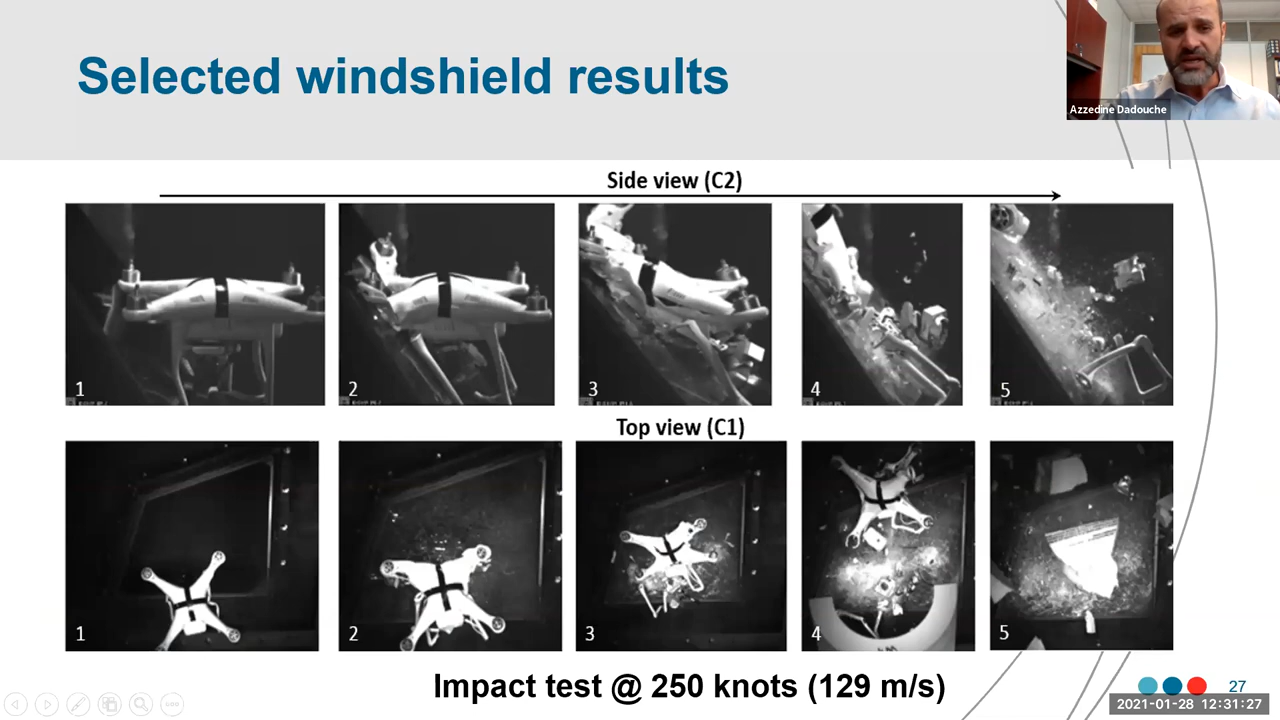 Selected windshield results
Azzedine Dadouche
Side view (C2)
1
2
3
4
5
Top view (C1)
1
2
3
4
5
Impact test @ 250 knots (129 m/s)
27
2021-01-28 12:31:27